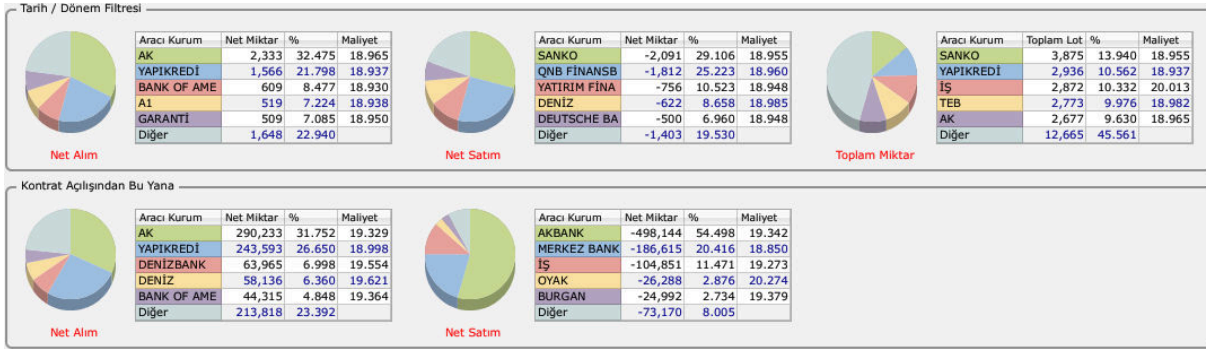 Tarih / Dönem Filtresi
Aracı Kurum Net Miktar % Maliyet
AK 2,333 32.475 18.965
YAPIKREDİ 1,566 21.798 18.937
BANK OF AME 609 8.477 18.930
A1 519 7.224 18.938
GARANTİ 509 7.085 18.950
Diğer 1,648 22.940
Net Alım
Aracı Kurum Net Miktar % Maliyet
SANKO -2,091 29.106 18.955
QNB FİNANSB -1,812 25.223 18.960
YATIRIM FİNA -756 10.523 18.948
DENİZ -622 8.658 18.985
DEUTSCHE BA -500 6.960 18.948
Diğer -1,403 19.530
Net Satım
Aracı Kurum Toplam Lot % Maliyet
SANKO 3,875 13.940 18.955
YAPIKREDİ 2,936 10.562 18.937
İŞ 2,872 10.332 20.013
TEB 2,773 9.976 18.982
AK 2,677 9.630 18.965
Diğer 12,665 45.561
Toplam Miktar
Kontrat Açılışından Bu Yana
Aracı Kurum Net Miktar % Maliyet
AK 290,233 31.752 19.329
YAPIKREDİ 243,593 26.650 18.998
DENİZBANK 63,965 6.998 19.554
DENİZ 58,136 6.360 19.621
BANK OF AME 44,315 4.848 19.364
Diğer 213,818 23.392
Net Alım
Aracı Kurum Net Miktar % Maliyet
AKBANK -498,144 54.498 19.342
MERKEZ BANK -186,615 20.416 18.850
İŞ -104,851 11.471 19.273
OYAK -26,288 2.876 20.274
BURGAN -24,992 2.734 19.379
Diğer -73,170 8.005
Net Satım